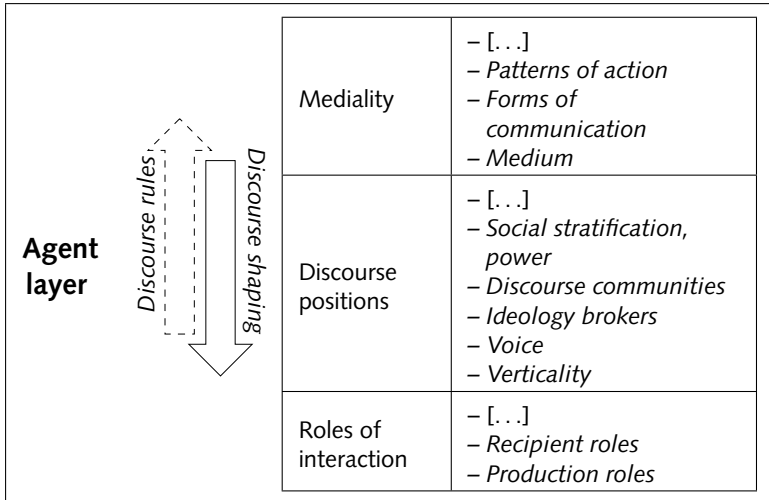 Agent
layer
Discourse rules
Discourse shaping
Mediality
– [. . .]
– Patterns of action
– Forms of
communication
– Medium
Discourse
positions
– [. . .]
– Social stratification,
power
– Discourse communities
– Ideology brokers
– Voice
– Verticality
Roles of
interaction
– [. . .]
– Recipient roles
– Production roles